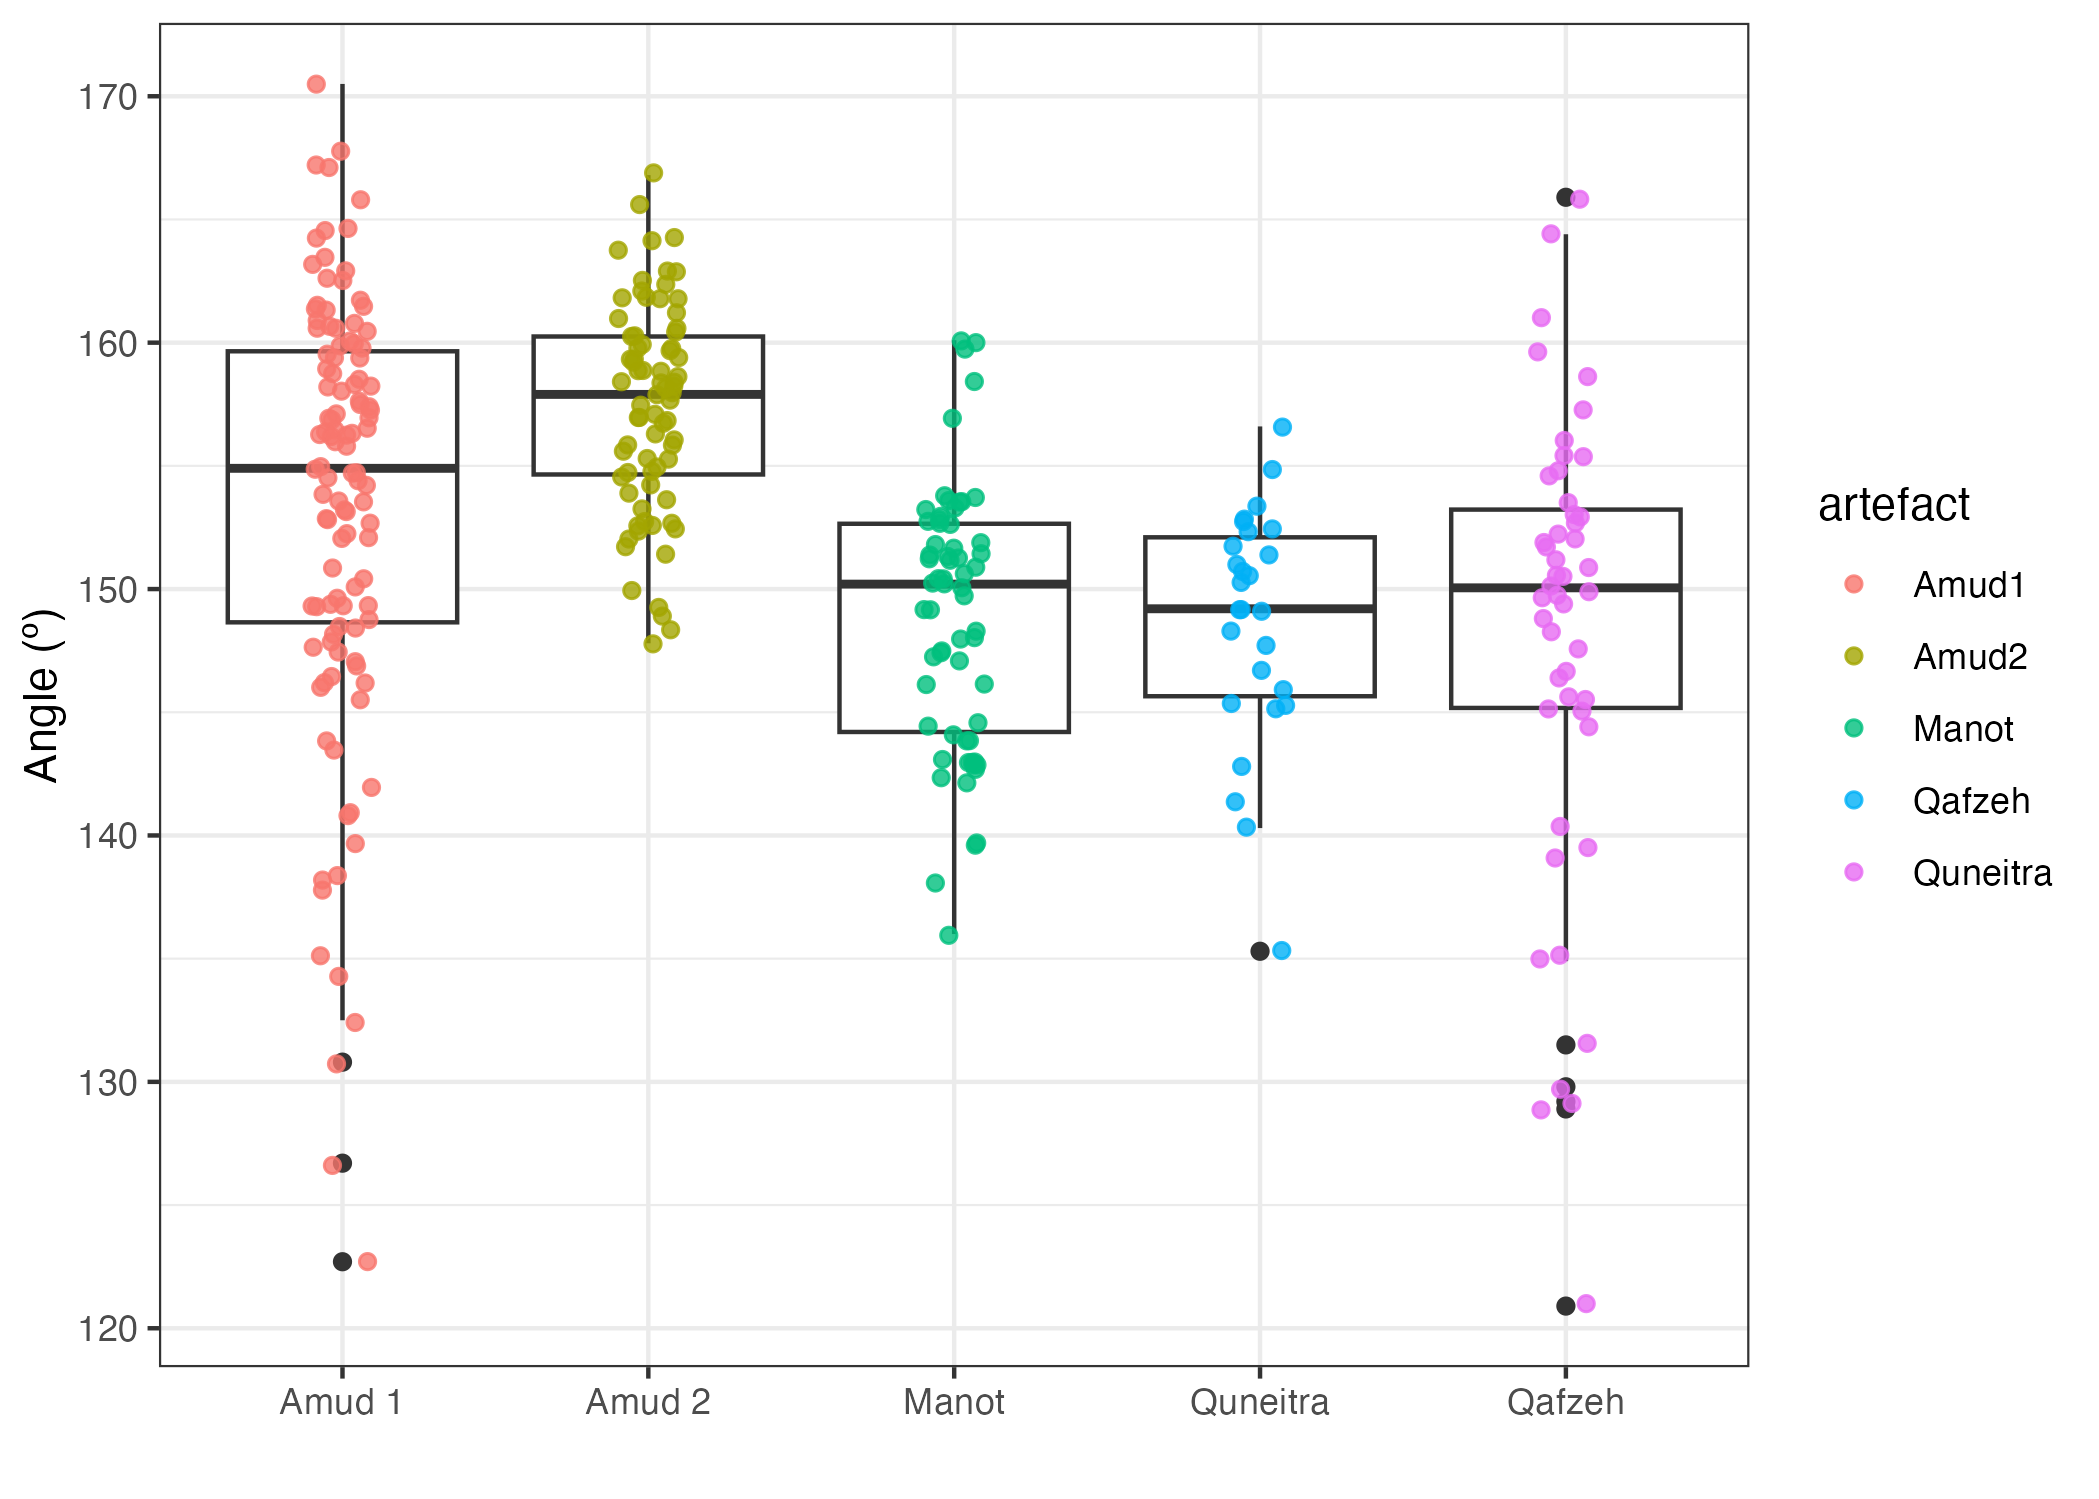 Angle (º)
170
160
150
140
130
120
Amud 1
Amud 2
Manot
Quneitra
Qafzeh
artefact
Amud1
Amud2
Manot
Qafzeh
Quneitra